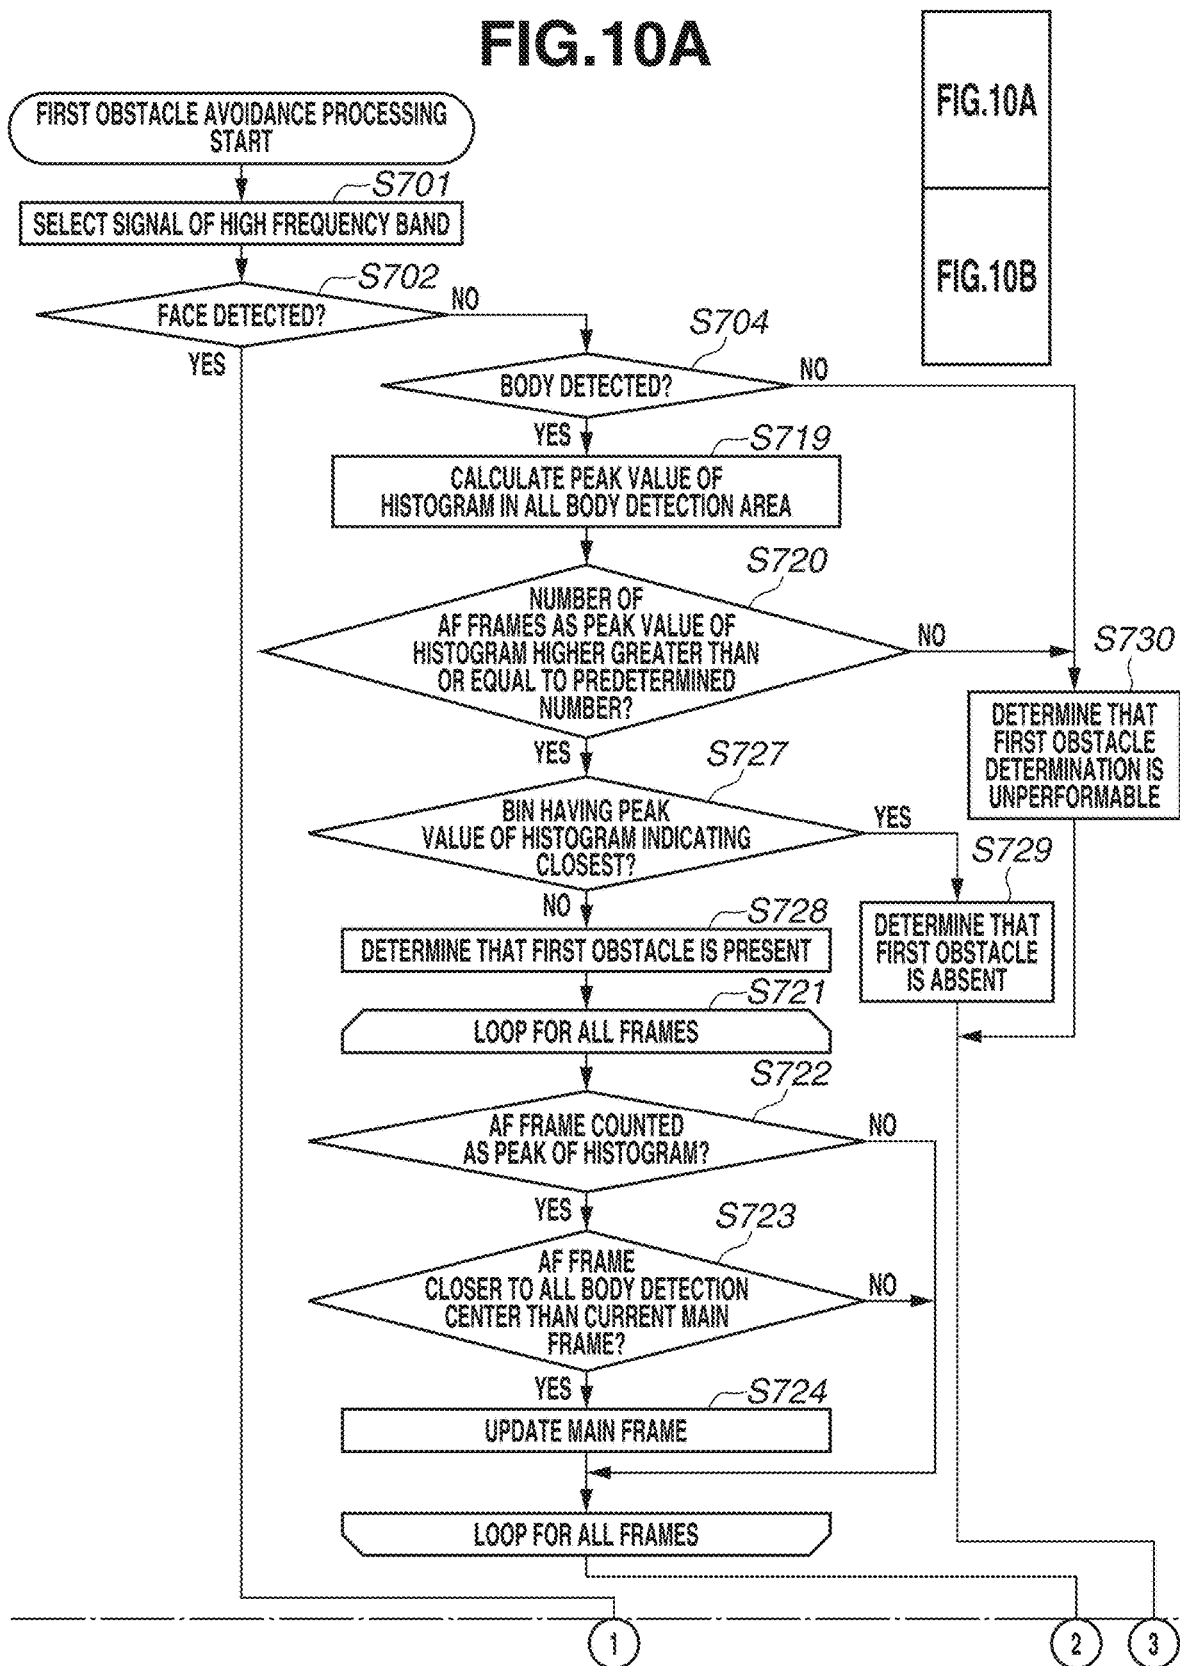 FIG.10A
FIG.10A
FIG.10B
FIRST OBSTACLE AVOIDANCE PROCESSING
START
S701
SELECT SIGNAL OF HIGH FREQUENCY BAND
S702
FACE DETECTED?
NO
YES
S704
BODY DETECTED?
NO
YES
S719
CALCULATE PEAK VALUE OF
HISTOGRAM IN ALL BODY DETECTION AREA
S720
NUMBER OF
AF FRAMES AS PEAK VALUE OF
HISTOGRAM HIGHER GREATER THAN
OR EQUAL TO PREDETERMINED
NUMBER?
NO
YES
S730
DETERMINE THAT
FIRST OBSTACLE
DETERMINATION IS
UNPERFORMABLE
S727
BIN HAVING PEAK
VALUE OF HISTOGRAM INDICATING
CLOSEST?
YES
NO
S729
DETERMINE THAT
FIRST OBSTACLE
IS ABSENT
S728
DETERMINE THAT FIRST OBSTACLE IS PRESENT
S721
LOOP FOR ALL FRAMES
S722
AF FRAME COUNTED
AS PEAK OF HISTOGRAM?
NO
YES
S723
AF FRAME
CLOSER TO ALL BODY DETECTION
CENTER THAN CURRENT MAIN
FRAME?
NO
YES
S724
UPDATE MAIN FRAME
LOOP FOR ALL FRAMES
1
2
3